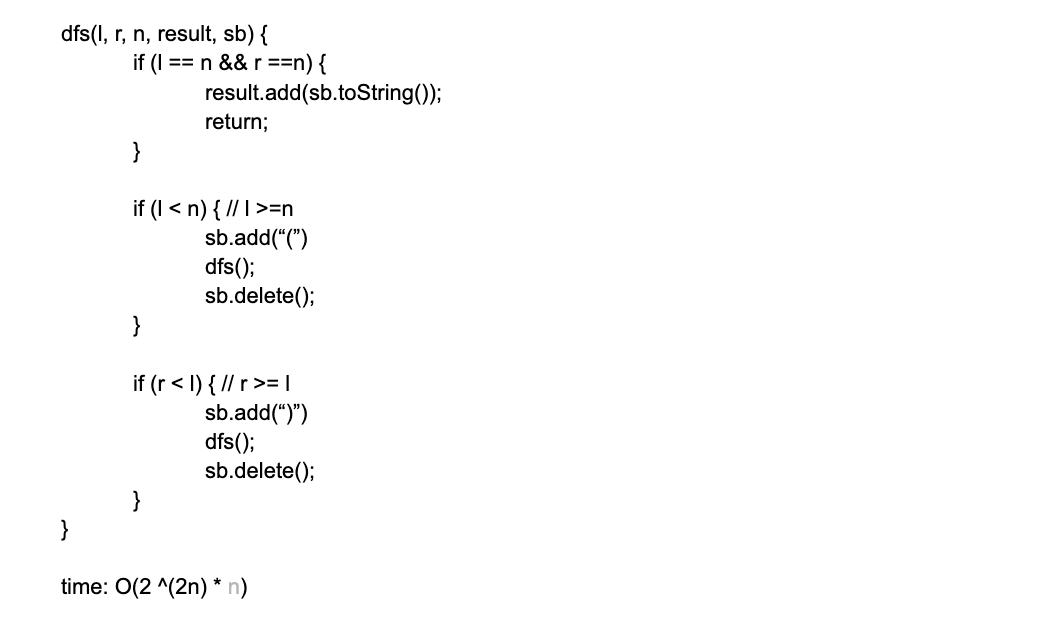 dfs(l, r, n, result, sb) {
if (l == n && r ==n) {
result.add(sb.toString());
return;
}
if (l < n) { // l >=n
sb.add(“(”)
dfs();
sb.delete();
}
if (r < l) { // r >= l
sb.add(“)”)
dfs();
sb.delete();
}
}
time: O(2 ^(2n) * n)